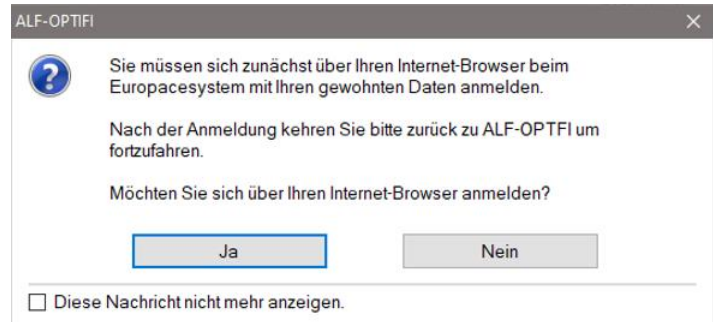 ALF-OPTIFI
Sie müssen sich zunächst über Ihren Internet-Browser beim
Europacesystem mit Ihren gewohnten Daten anmelden.
Nach der Anmeldung kehren Sie bitte zurück zu ALF-OPTFI um
fortzufahren.
Möchten Sie sich über Ihren Internet-Browser anmelden?
Ja
Nein
Diese Nachricht nicht mehr anzeigen.